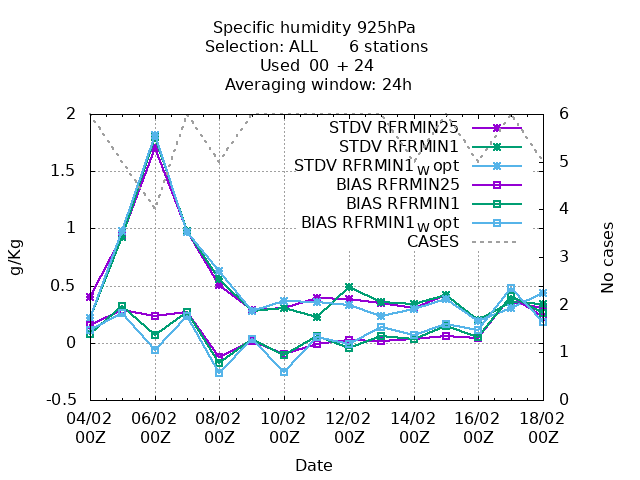 Specific humidity 925hPa
Selection: ALL 6 stations
Used 00 + 24
Averaging window: 24h
STDV RFRMIN25
STDV RFRMIN1
STDV RFRMIN1w opt
BIAS RFRMIN25
BIAS RFRMIN1
BIAS RFRMIN1w opt
CASES
2
1.5
1
0.5
0
-0.5
6
5
4
3
2
1
0
g/Kg
No cases
04/02 06/02 08/02 10/02 12/02 14/02 16/02 18/02
00Z 00Z 00Z 00Z 00Z 00Z 00Z 00Z
Date